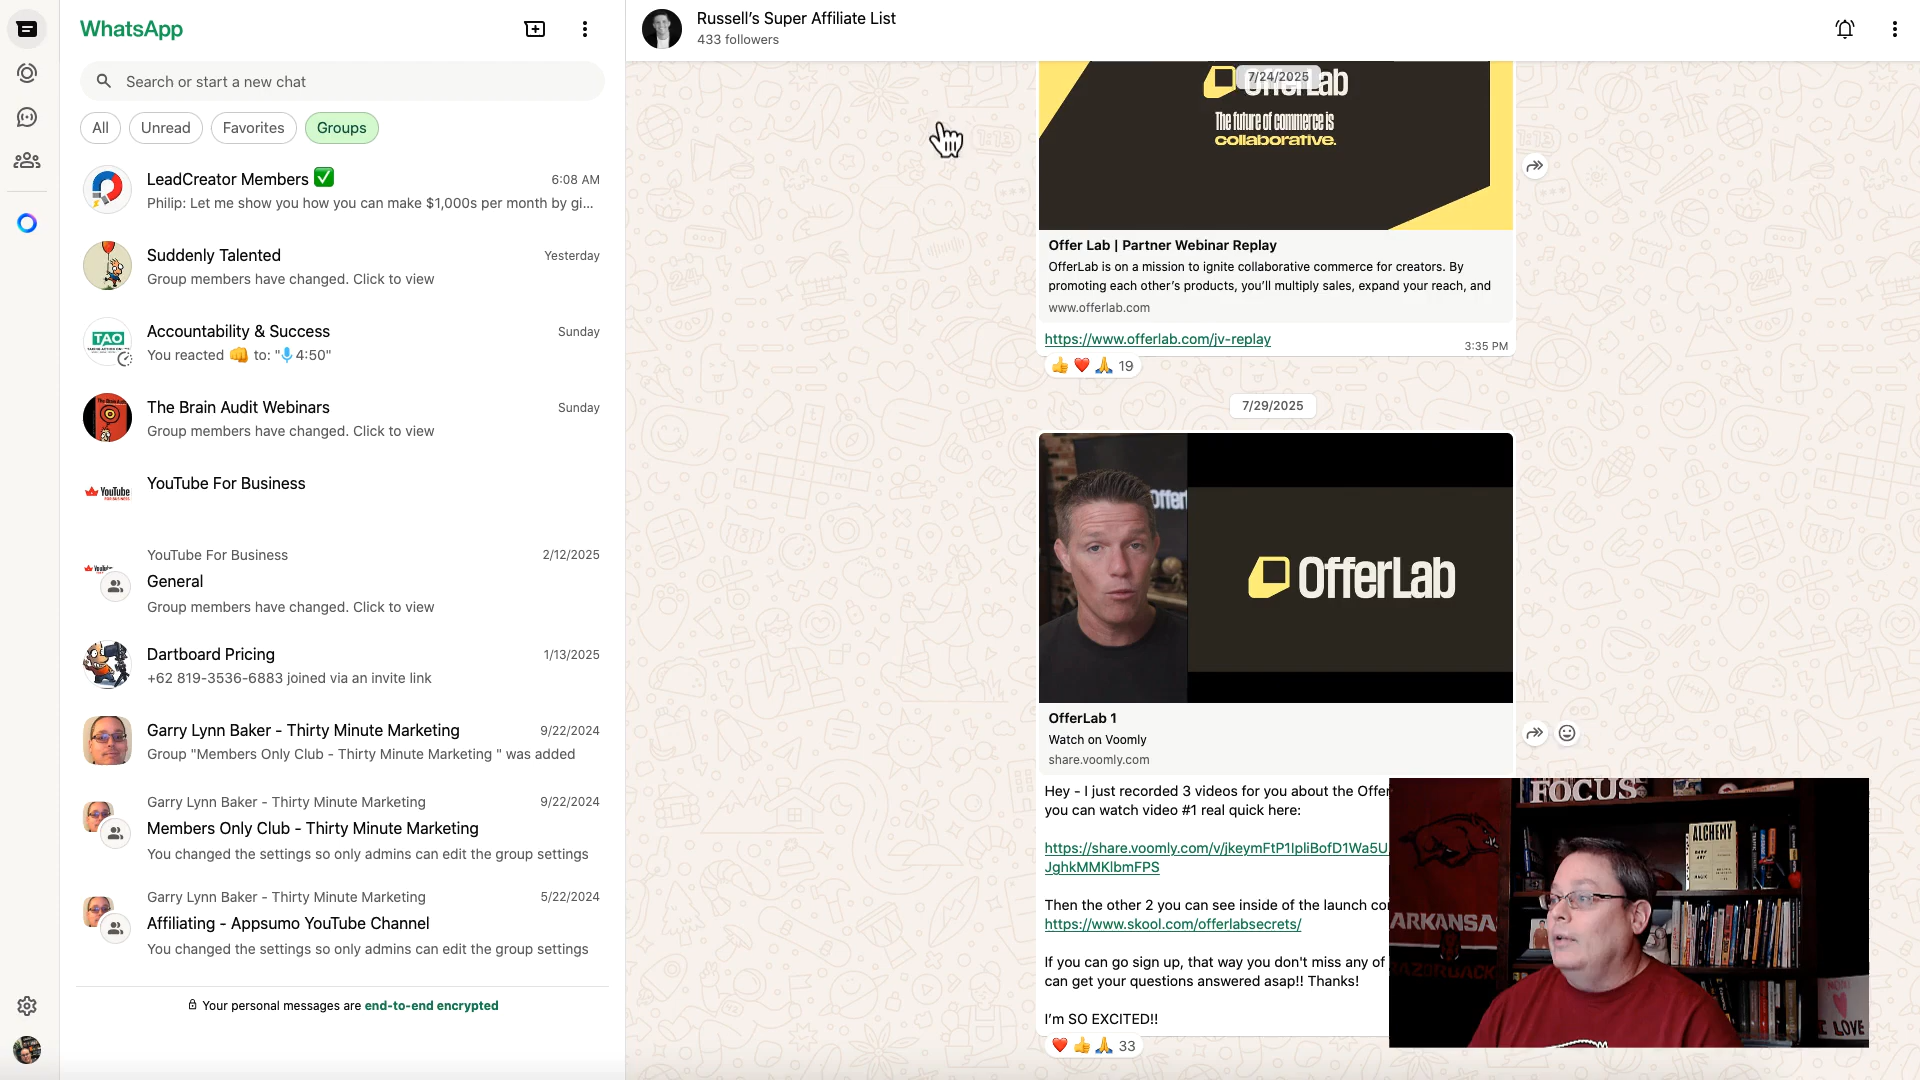 WhatsApp
Search or start a new chat
All
Unread
Favorites
Groups
LeadCreator Members ✅
6:08 AM
Philip: Let me show you how you can make $1,000s per month by gi...
Suddenly Talented
Yesterday
Group members have changed. Click to view
TAO
Accountability & Success
Sunday
You reacted 👊 to: "🎤4:50"
The Brain Audit Webinars
Sunday
Group members have changed. Click to view
YouTube
FOR BUSINESS
YouTube For Business
YouTube For Business
2/12/2025
General
Group members have changed. Click to view
Dartboard Pricing
1/13/2025
+62 819-3536-6883 joined via an invite link
Garry Lynn Baker - Thirty Minute Marketing
9/22/2024
Group "Members Only Club - Thirty Minute Marketing " was added
Garry Lynn Baker - Thirty Minute Marketing
9/22/2024
Members Only Club - Thirty Minute Marketing
You changed the settings so only admins can edit the group settings
Garry Lynn Baker - Thirty Minute Marketing
5/22/2024
Affiliating - Appsumo YouTube Channel
You changed the settings so only admins can edit the group settings
Your personal messages are end-to-end encrypted
Russell's Super Affiliate List
433 followers
7/24/2025
OfferLab
The future of commerce is
collaborative.
Offer Lab | Partner Webinar Replay
OfferLab is on a mission to ignite collaborative commerce for creators. By
promoting each other's products, you'll multiply sales, expand your reach, and
www.offerlab.com
https://www.offerlab.com/jv-replay
3:35 PM
👍❤️🙏 19
7/29/2025
OfferLab
OfferLab 1
Watch on Voomly
share.voomly.com
Hey - I just recorded 3 videos for you about the Offer
you can watch video #1 real quick here:
https://share.voomly.com/v/jkeymFtP1IpliBofD1Wa5U
JghkMMKlbmFPS
Then the other 2 you can see inside of the launch co
https://www.skool.com/offerlabsecrets/
If you can go sign up, that way you don't miss any of
can get your questions answered asap!! Thanks!
I'm SO EXCITED!!
❤️👍🙏 33
FOCUS
ALCHEMY
ARKANSA
RAZORBACK
I LOVE